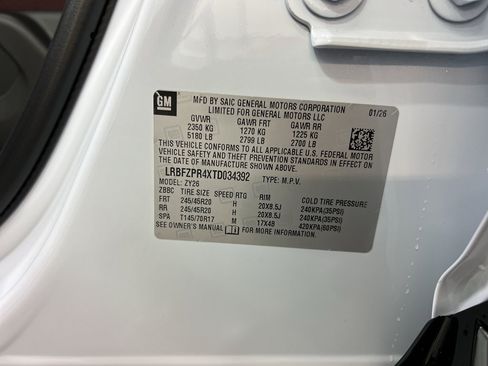 GM
MFD BY SAIC GENERAL MOTORS CORPORATION
LIMITED FOR GENERAL MOTORS LLC 01/26
GVWR GAWR FRT GAWR RR
2350 KG 1270 KG 1225 KG
5180 LB 2799 LB 2700 LB
THIS VEHICLE CONFORMS TO ALL APPLICABLE U.S. FEDERAL
MOTOR VEHICLE SAFETY, BUMPER, AND THEFT
PREVENTION STANDARDS IN EFFECT ON THE
DATE OF MANUFACTURE SHOWN ABOVE.
LRBFZPR4XTD034392 TYPE: M.P.V.
MODEL: ZY26
ZBBC TIRE SIZE SPEED RTG RIM COLD TIRE PRESSURE
FRT 245/45R20 H 20X8.5J 240KPA(35PSI)
RR 245/45R20 H 20X8.5J 240KPA(35PSI)
SPA T145/70R17 M 17X4B 420KPA(60PSI)
SEE OWNER'S MANUAL FOR MORE INFORMATION